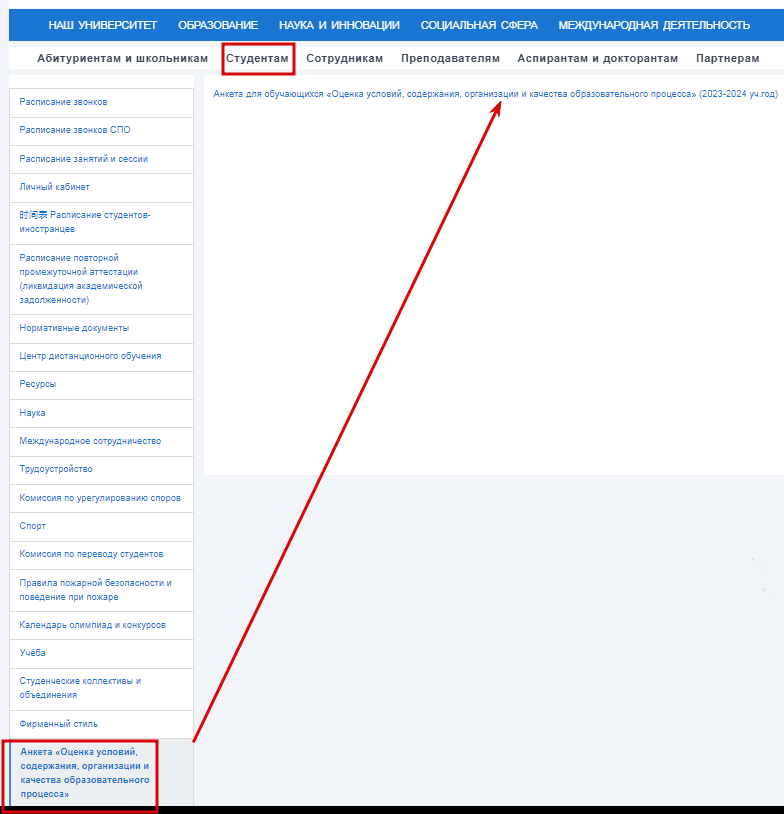 НАШ УНИВЕРСИТЕТ ОБРАЗОВАНИЕ НАУКА И ИННОВАЦИИ СОЦИАЛЬНАЯ СФЕРА МЕЖДУНАРОДНАЯ ДЕЯТЕЛЬНОСТЬ
Абитуриентам и школьникам Студентам Сотрудникам Преподавателям Аспирантам и докторантам Партнерам
Анкета для обучающихся «Оценка условий, содержания, организации и качества образовательного процесса» (2023-2024 уч.год)
Расписание звонков
Расписание звонков СПО
Расписание занятий и сессии
Личный кабинет
时间表 Расписание студентов-
иностранцев
Расписание повторной
промежуточной аттестации
(ликвидация академической
задолженности)
Нормативные документы
Центр дистанционного обучения
Ресурсы
Наука
Международное сотрудничество
Трудоустройство
Комиссия по урегулированию споров
Спорт
Комиссия по переводу студентов
Правила пожарной безопасности и
поведение при пожаре
Календарь олимпиад и конкурсов
Учёба
Студенческие коллективы и
объединения
Фирменный стиль
Анкета «Оценка условий,
содержания, организации и
качества образовательного
процесса»